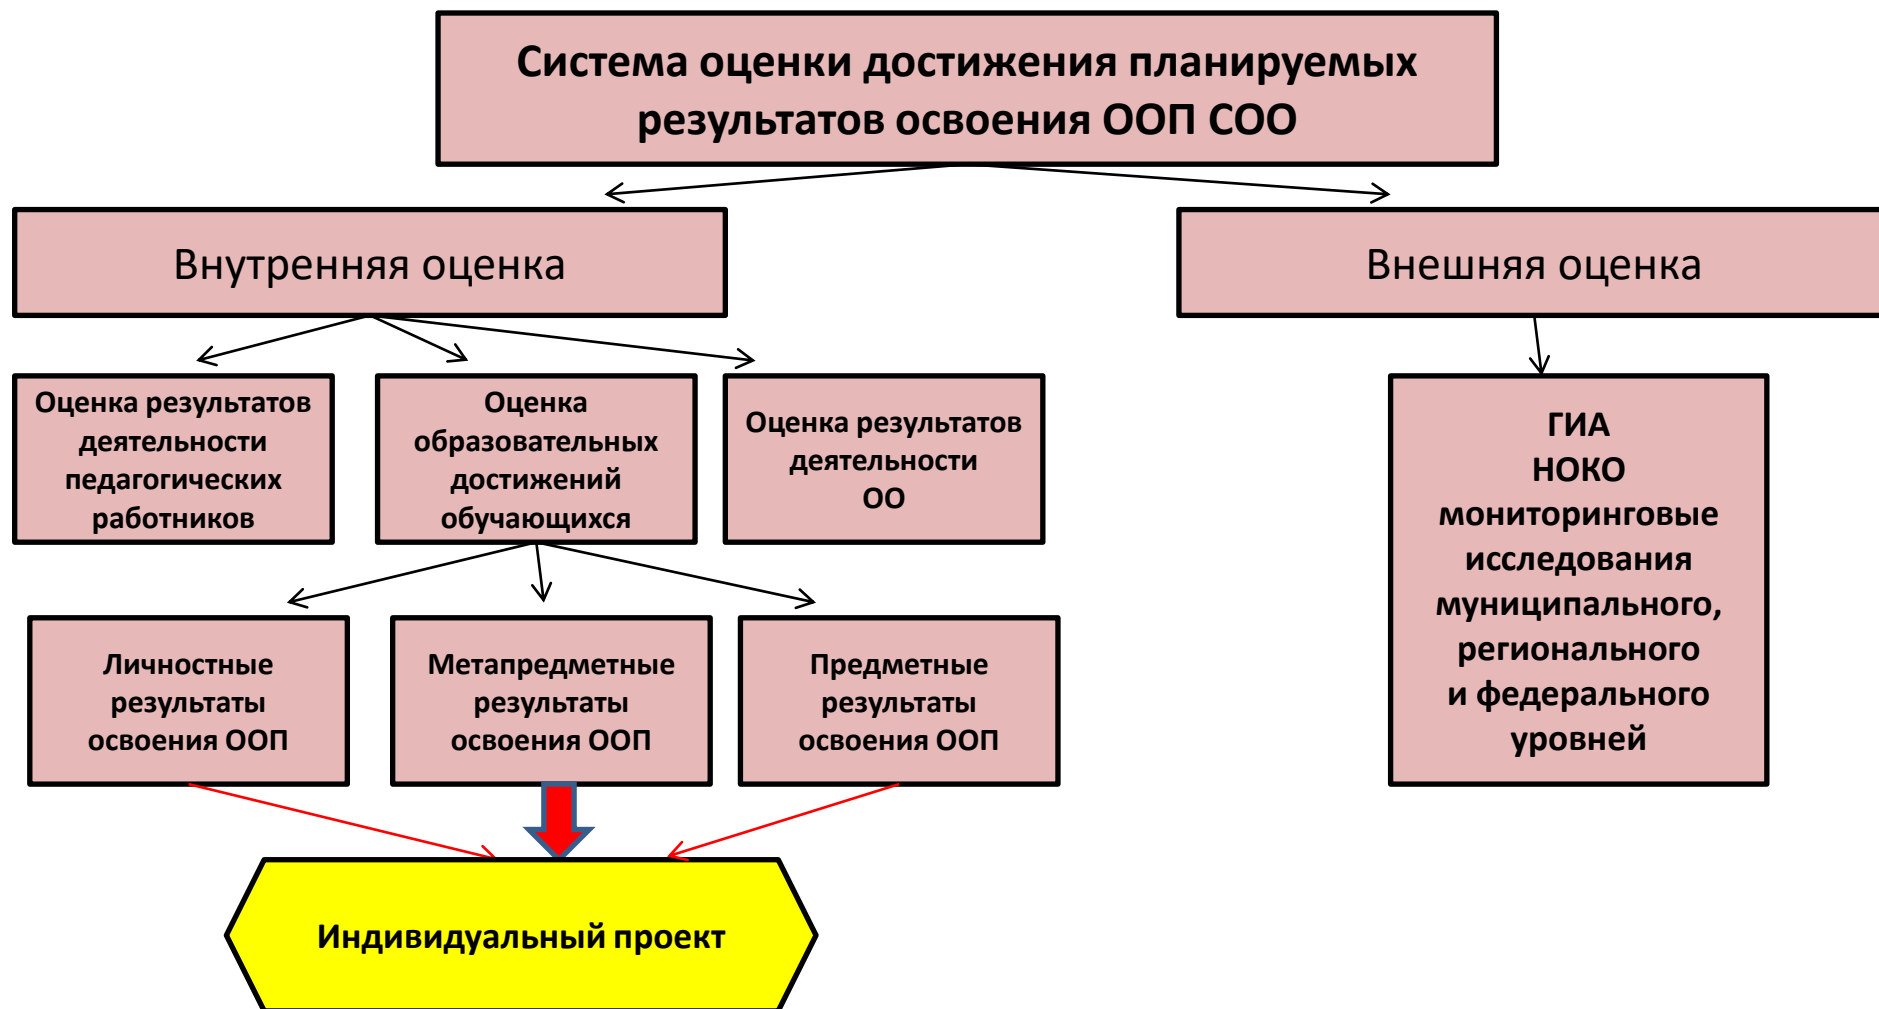 Система оценки достижения планируемых
результатов освоения ООП СОО
Внутренняя оценка
Внешняя оценка
Оценка результатов
деятельности
педагогических
работников
Оценка
образовательных
достижений
обучающихся
Оценка результатов
деятельности
ОО
ГИА
НОКО
мониторинговые
исследования
муниципального,
регионального
и федерального
уровней
Личностные
результаты
освоения ООП
Метапредметные
результаты
освоения ООП
Предметные
результаты
освоения ООП
Индивидуальный проект